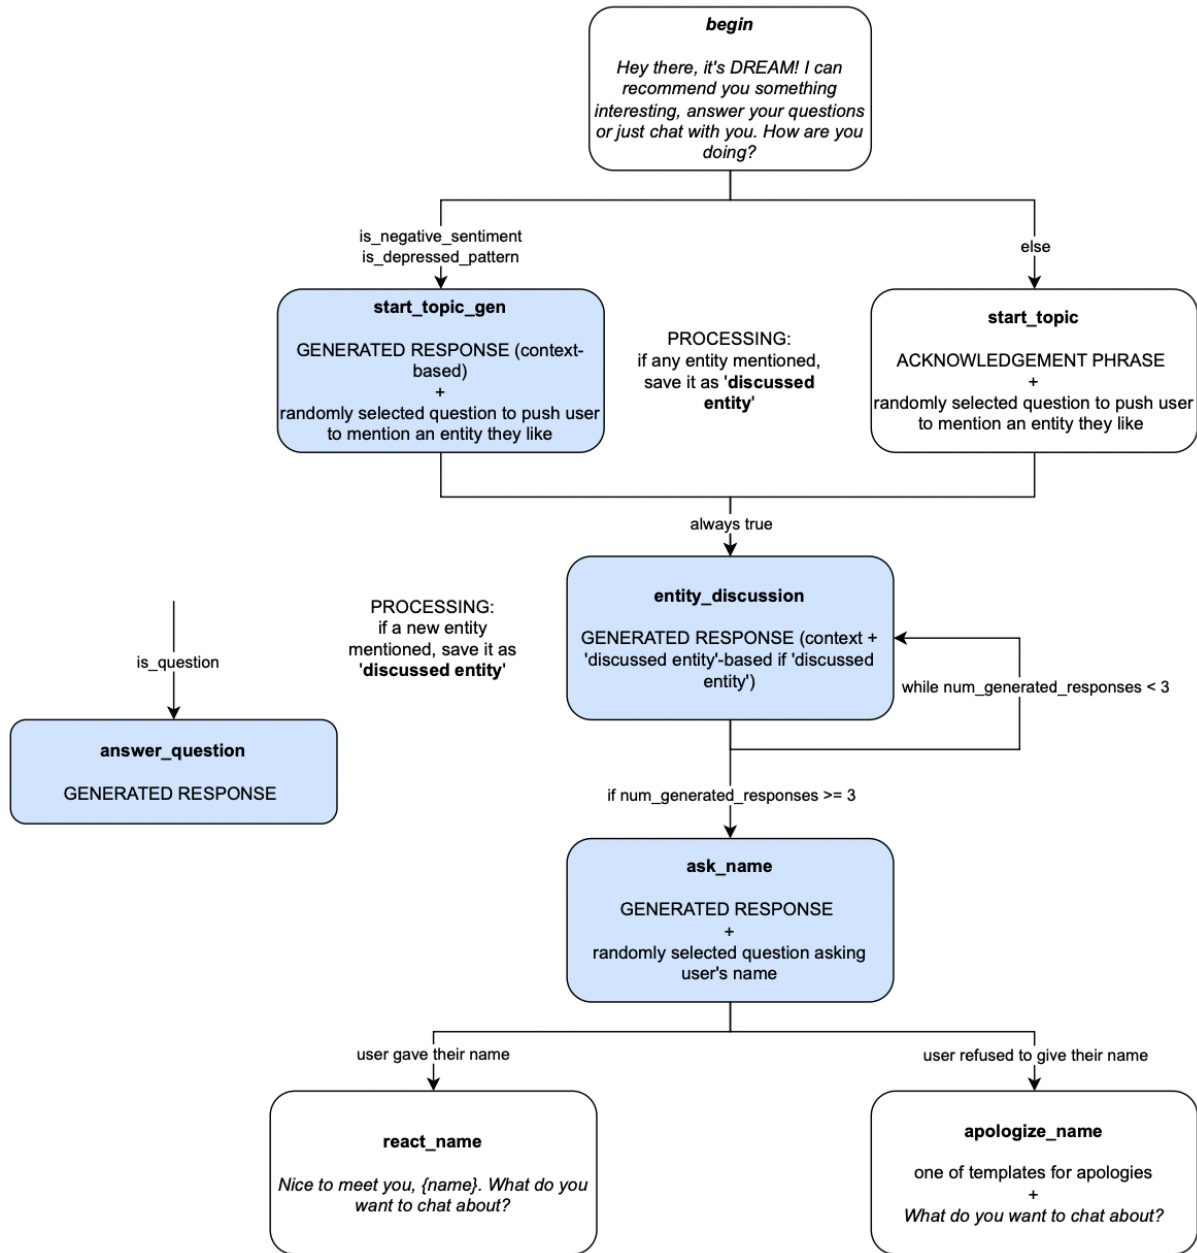 begin
Hey there, it's DREAM! I can
recommend you something
interesting, answer your questions
or just chat with you. How are you
doing?
is_negative_sentiment
is_depressed_pattern
else
start_topic_gen
GENERATED RESPONSE (context-
based)
+
randomly selected question to push user
to mention an entity they like
PROCESSING:
if any entity mentioned,
save it as 'discussed
entity'
start_topic
ACKNOWLEDGEMENT PHRASE
+
randomly selected question to push user
to mention an entity they like
always true
is_question
answer_question
GENERATED RESPONSE
PROCESSING:
if a new entity
mentioned, save it as
'discussed entity'
entity_discussion
GENERATED RESPONSE (context +
'discussed entity'-based if 'discussed
entity')
while num_generated_responses < 3
if num_generated_responses >= 3
ask_name
GENERATED RESPONSE
+
randomly selected question asking
user's name
user gave their name
user refused to give their name
react_name
Nice to meet you, {name}. What do you
want to chat about?
apologize_name
one of templates for apologies
+
What do you want to chat about?